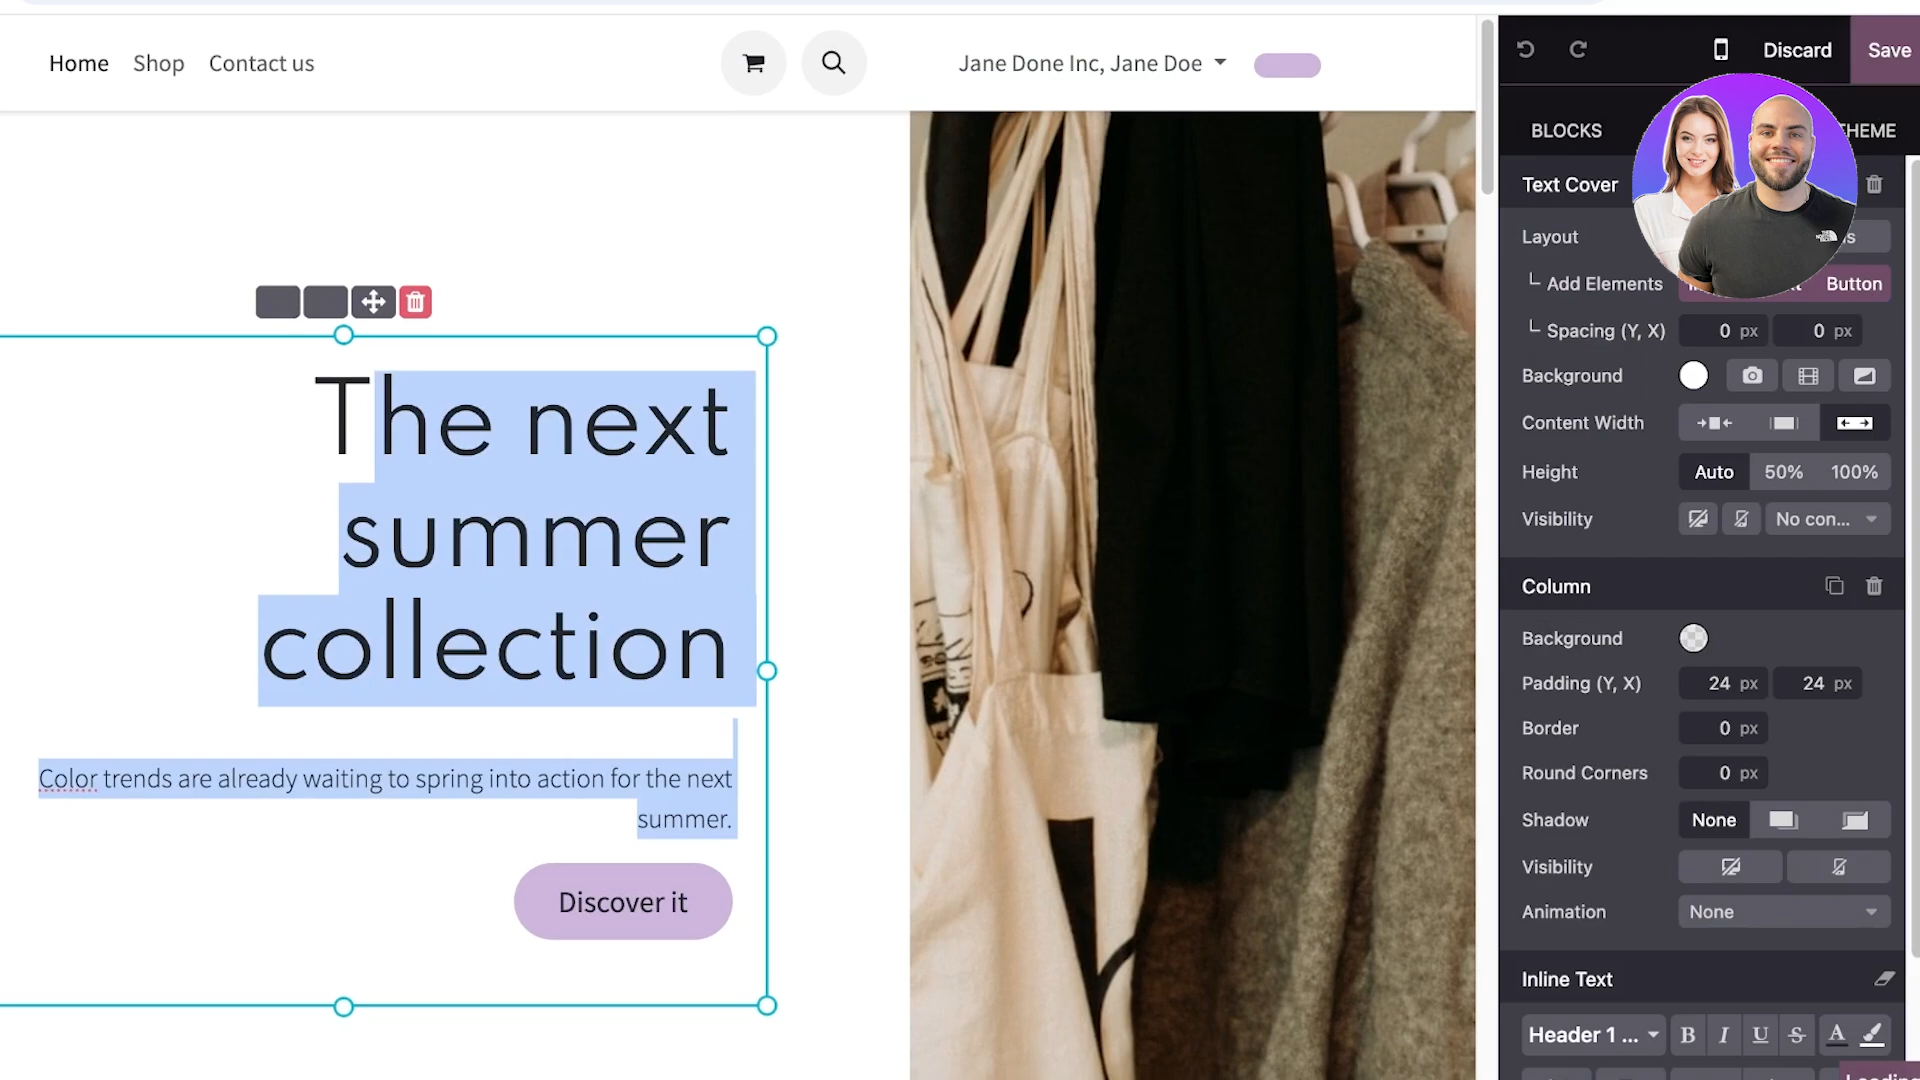 Home Shop Contact us Jane Done Inc, Jane Doe
Discard Save
BLOCKS
Text Cover
Layout
Add Elements Button
Spacing (Y, X) 0 px 0 px
Background
Content Width
Height Auto 50% 100%
Visibility No con...
The next
summer
collection
Color trends are already waiting to spring into action for the next
summer.
Discover it
Column
Background
Padding (Y, X) 24 px 24 px
Border 0 px
Round Corners 0 px
Shadow None
Visibility
Animation None
Inline Text
Header 1 ... B I U S A